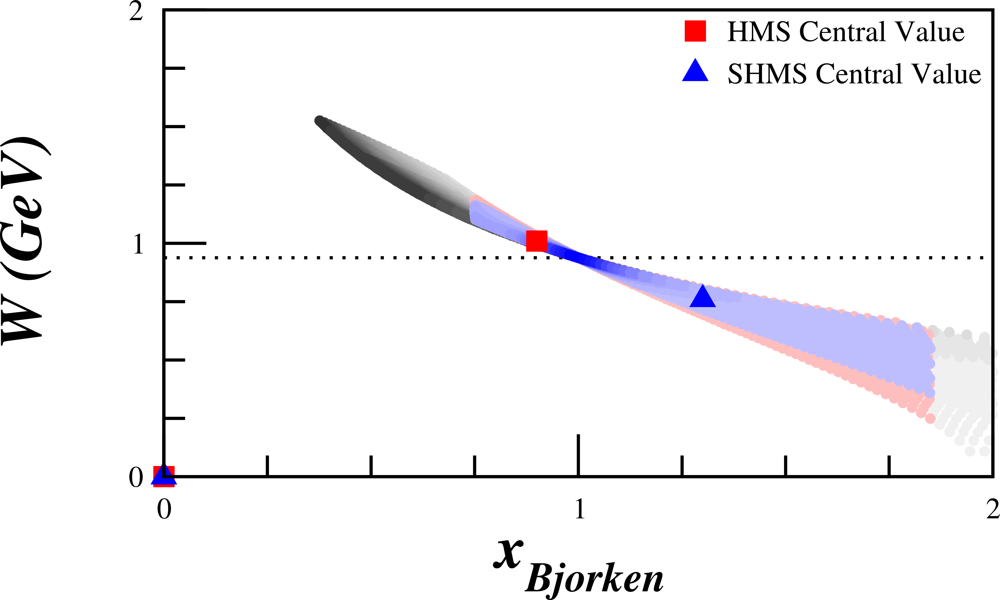 2
HMS Central Value
SHMS Central Value
W (GeV)
1
0
0
1
2
x Bjorken